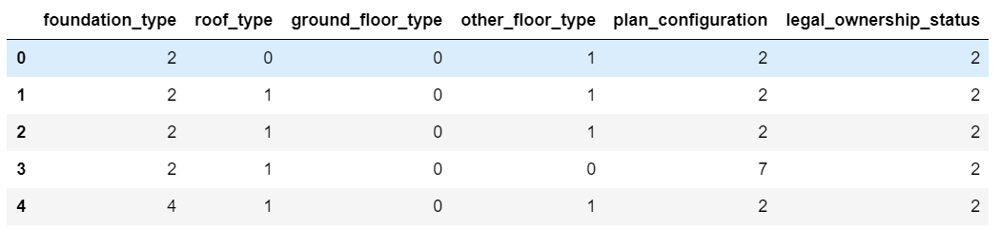 foundation_type roof_type ground_floor_type other_floor_type plan_configuration legal_ownership_status
0 2 0 0 1 2 2
1 2 1 0 1 2 2
2 2 1 0 1 2 2
3 2 1 0 0 7 2
4 4 1 0 1 2 2